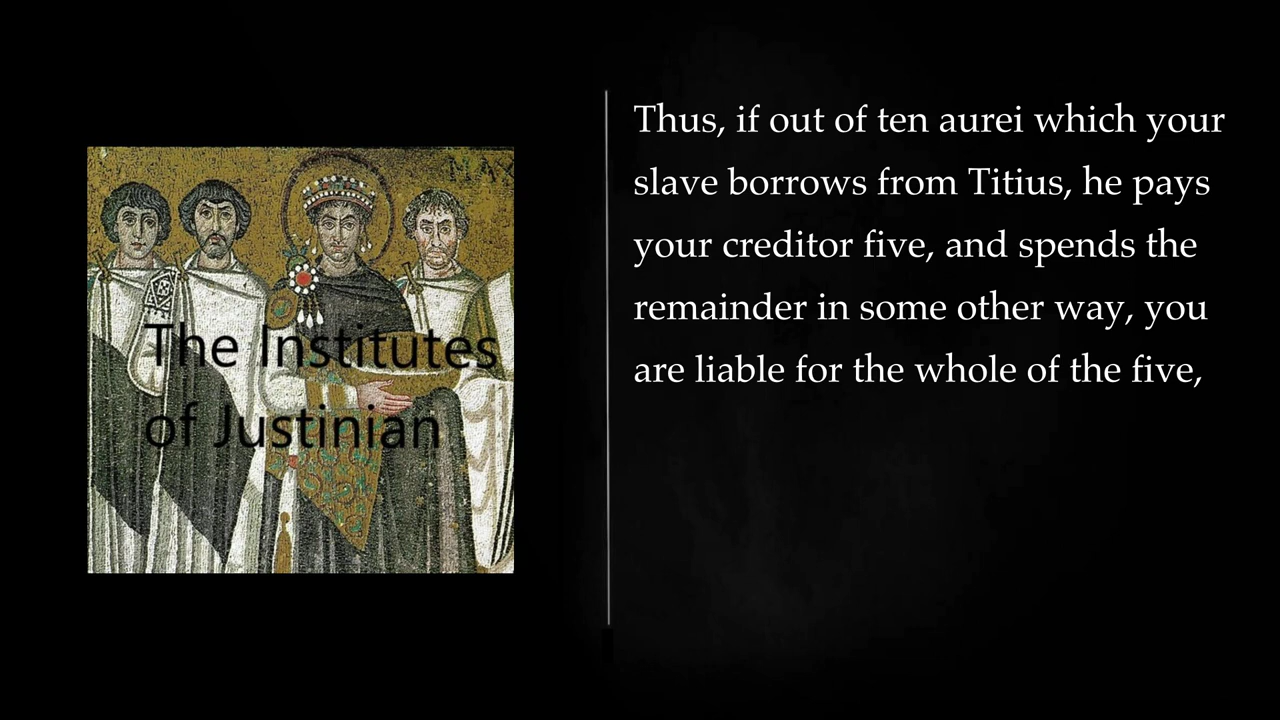 MAX
The Institutes
of Justinian
Thus, if out of ten aurei which your
slave borrows from Titius, he pays
your creditor five, and spends the
remainder in some other way, you
are liable for the whole of the five,